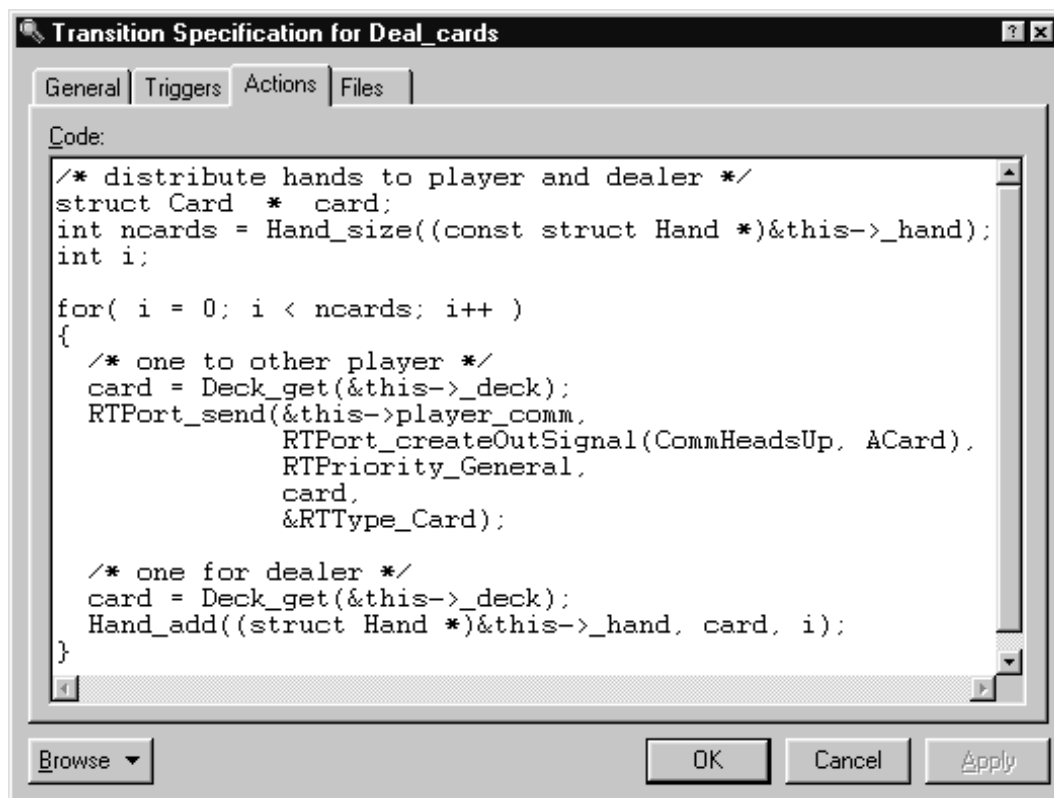 Transition Specification for Deal_cards
General Triggers Actions Files
Code:
/* distribute hands to player and dealer */
struct Card  *  card;
int ncards = Hand_size((const struct Hand *)&this->_hand);
int i;

for( i = 0; i < ncards; i++ )
{
  /* one to other player */
  card = Deck_get(&this->_deck);
  RTPort_send(&this->player_comm,
              RTPort_createOutSignal(CommHeadsUp, ACard),
              RTPriority_General,
              card,
              &RTType_Card);

  /* one for dealer */
  card = Deck_get(&this->_deck);
  Hand_add((struct Hand *)&this->_hand, card, i);
}
Browse OK Cancel Apply